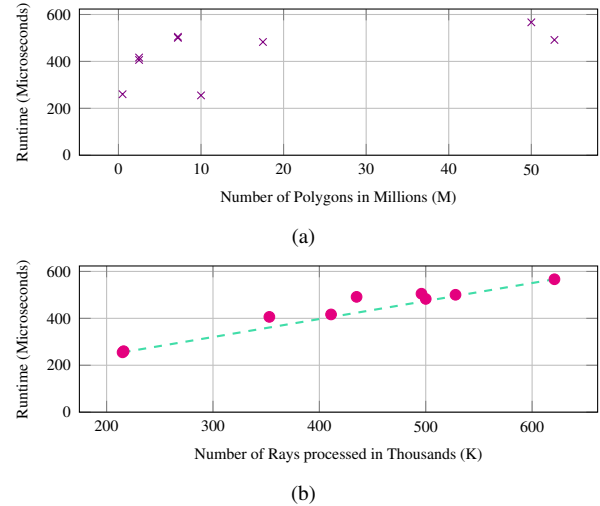 600
400
200
0
Runtime (Microseconds)
0 10 20 30 40 50
Number of Polygons in Millions (M)
(a)
600
400
200
0
Runtime (Microseconds)
200 300 400 500 600
Number of Rays processed in Thousands (K)
(b)